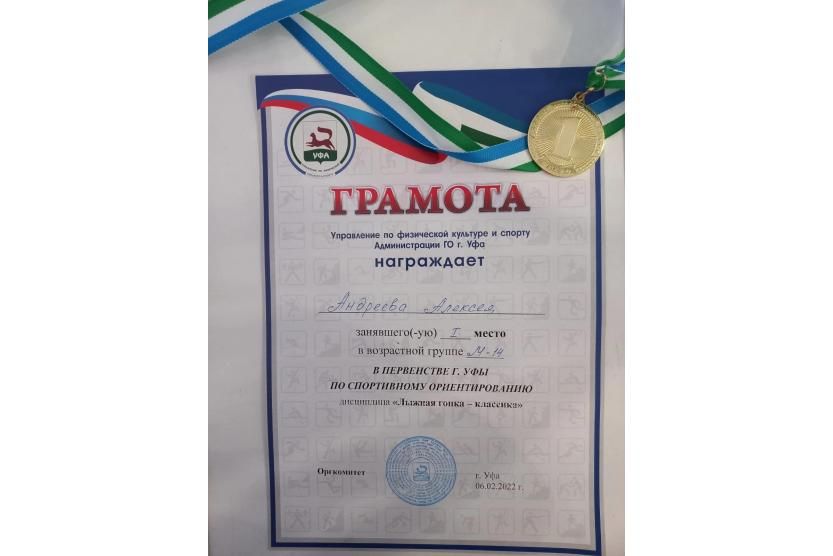 УФА
ГРАМОТА
Управление по физической культуре и спорту
Администрации ГО г. Уфа
награждает
Андреева Алексея
занявшего(-ую) I место
в возрастной группе М-14
В ПЕРВЕНСТВЕ Г. УФЫ
ПО СПОРТИВНОМУ ОРИЕНТИРОВАНИЮ
дисциплина «Лыжная гонка – классика»
Оргкомитет
г. Уфа
06.02.2022 г.
1